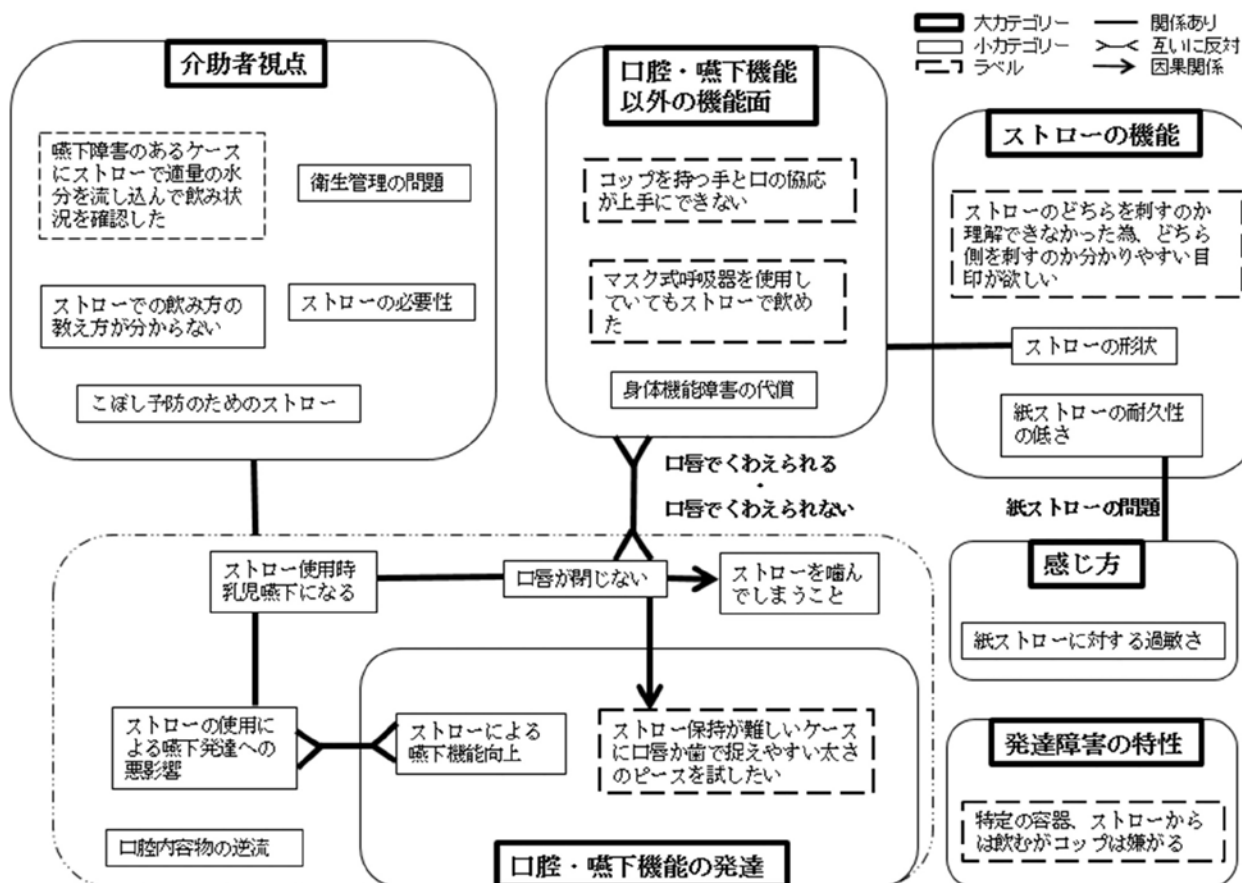 大カテゴリー
関係あり
小カテゴリー
互いに反対
ラベル
因果関係
介助者視点
嚥下障害のあるケース
にストローで適量の水
分を流し込んで飲み状
況を確認した
衛生管理の問題
ストローでの飲み方の
教え方が分からない
ストローの必要性
こぼし予防のためのストロー
口腔・嚥下機能
以外の機能面
コップを持つ手と口の協応
が上手にできない
マスク式呼吸器を使用し
ていてもストローで飲め
た
身体機能障害の代償
ストローの機能
ストローのどちらを刺すのか
理解できなかった為、どちら
側を刺すのか分かりやすい目
印が欲しい
ストローの形状
紙ストローの耐久性
の低さ
口唇でくわえられる
・
口唇でくわえられない
紙ストローの問題
ストロー使用時
乳児嚥下になる
口唇が閉じない
ストローを噛ん
でしまうこと
感じ方
紙ストローに対する過敏さ
ストローの使用に
よる嚥下発達への
悪影響
ストローによる
嚥下機能向上
ストロー保持が難しいケース
に口唇か歯で捉えやすい太さ
のピースを試したい
口腔内容物の逆流
口腔・嚥下機能の発達
発達障害の特性
特定の容器、ストローから
は飲むがコップは嫌がる